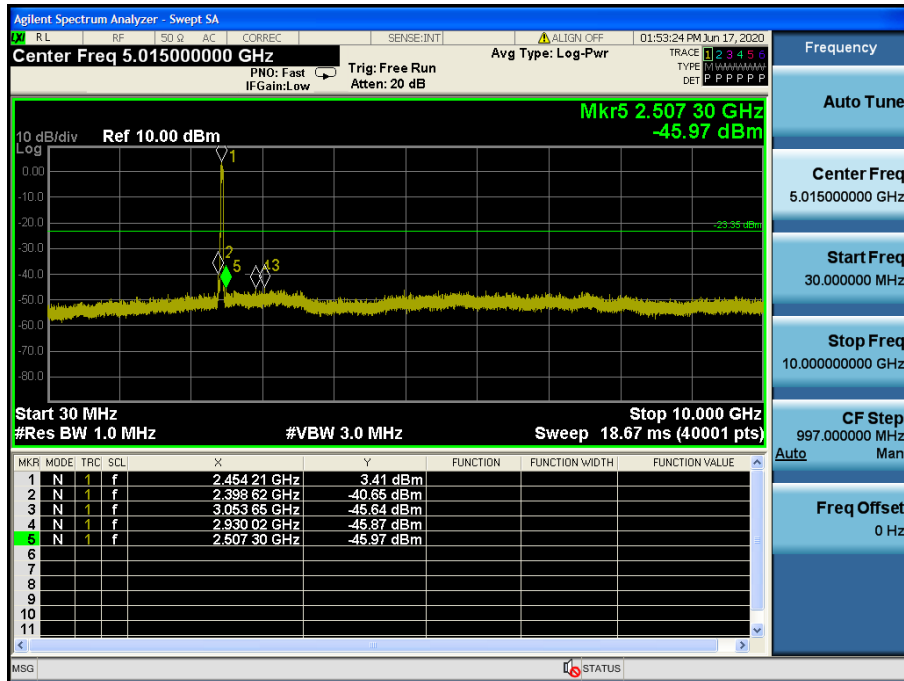 Agilent Spectrum Analyzer - Swept SA
LXI RL RF 50 Ω AC CORREC SENSE:INT ALIGN OFF 01:53:24 PM Jun 17, 2020
Center Freq 5.015000000 GHz Avg Type: Log-Pwr TRACE 1 2 3 4 5 6
PNO: Fast Trig: Free Run TYPE M WWWWW
IFGain:Low Atten: 20 dB DET P P P P P P
Mkr5 2.507 30 GHz
10 dB/div Ref 10.00 dBm -45.97 dBm
Log
1
0.00
-10.0
-20.0
-23.35 dBm
-30.0
2
5 4 3
-40.0
-50.0
-60.0
-70.0
-80.0
Start 30 MHz Stop 10.000 GHz
#Res BW 1.0 MHz #VBW 3.0 MHz Sweep 18.67 ms (40001 pts)
MKR MODE TRC SCL X Y FUNCTION FUNCTION WIDTH FUNCTION VALUE
1 N 1 f 2.454 21 GHz 3.41 dBm
2 N 1 f 2.398 62 GHz -40.65 dBm
3 N 1 f 3.053 65 GHz -45.64 dBm
4 N 1 f 2.930 02 GHz -45.87 dBm
5 N 1 f 2.507 30 GHz -45.97 dBm
6
7
8
9
10
11
MSG STATUS
Frequency
Auto Tune
Center Freq
5.015000000 GHz
Start Freq
30.000000 MHz
Stop Freq
10.000000000 GHz
CF Step
997.000000 MHz
Auto Man
Freq Offset
0 Hz